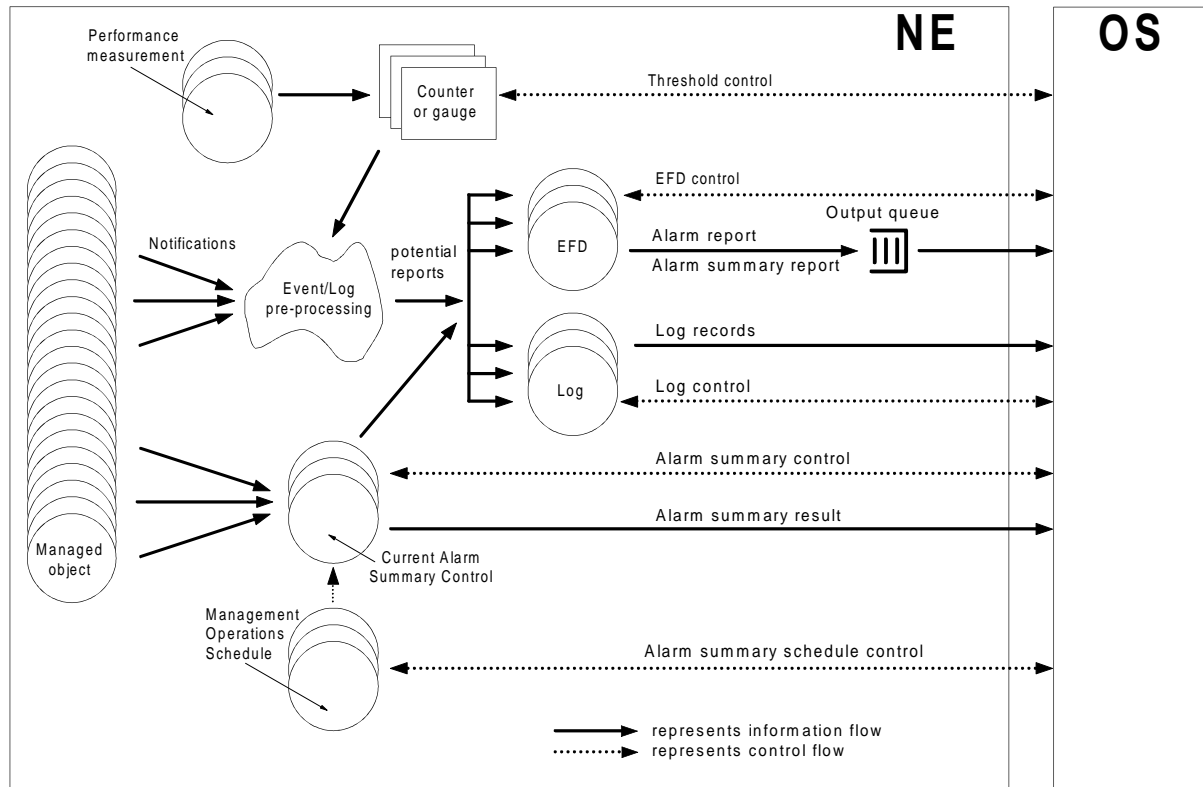 NE
OS
Performance
measurement
Counter
or gauge
Threshold control
EFD control
Output queue
Notifications
potential
reports
EFD
Alarm report
Alarm summary report
Event/Log
pre-processing
Log records
Log
Log control
Alarm summary control
Alarm summary result
Managed
object
Current Alarm
Summary Control
Management
Operations
Schedule
Alarm summary schedule control
represents information flow
represents control flow